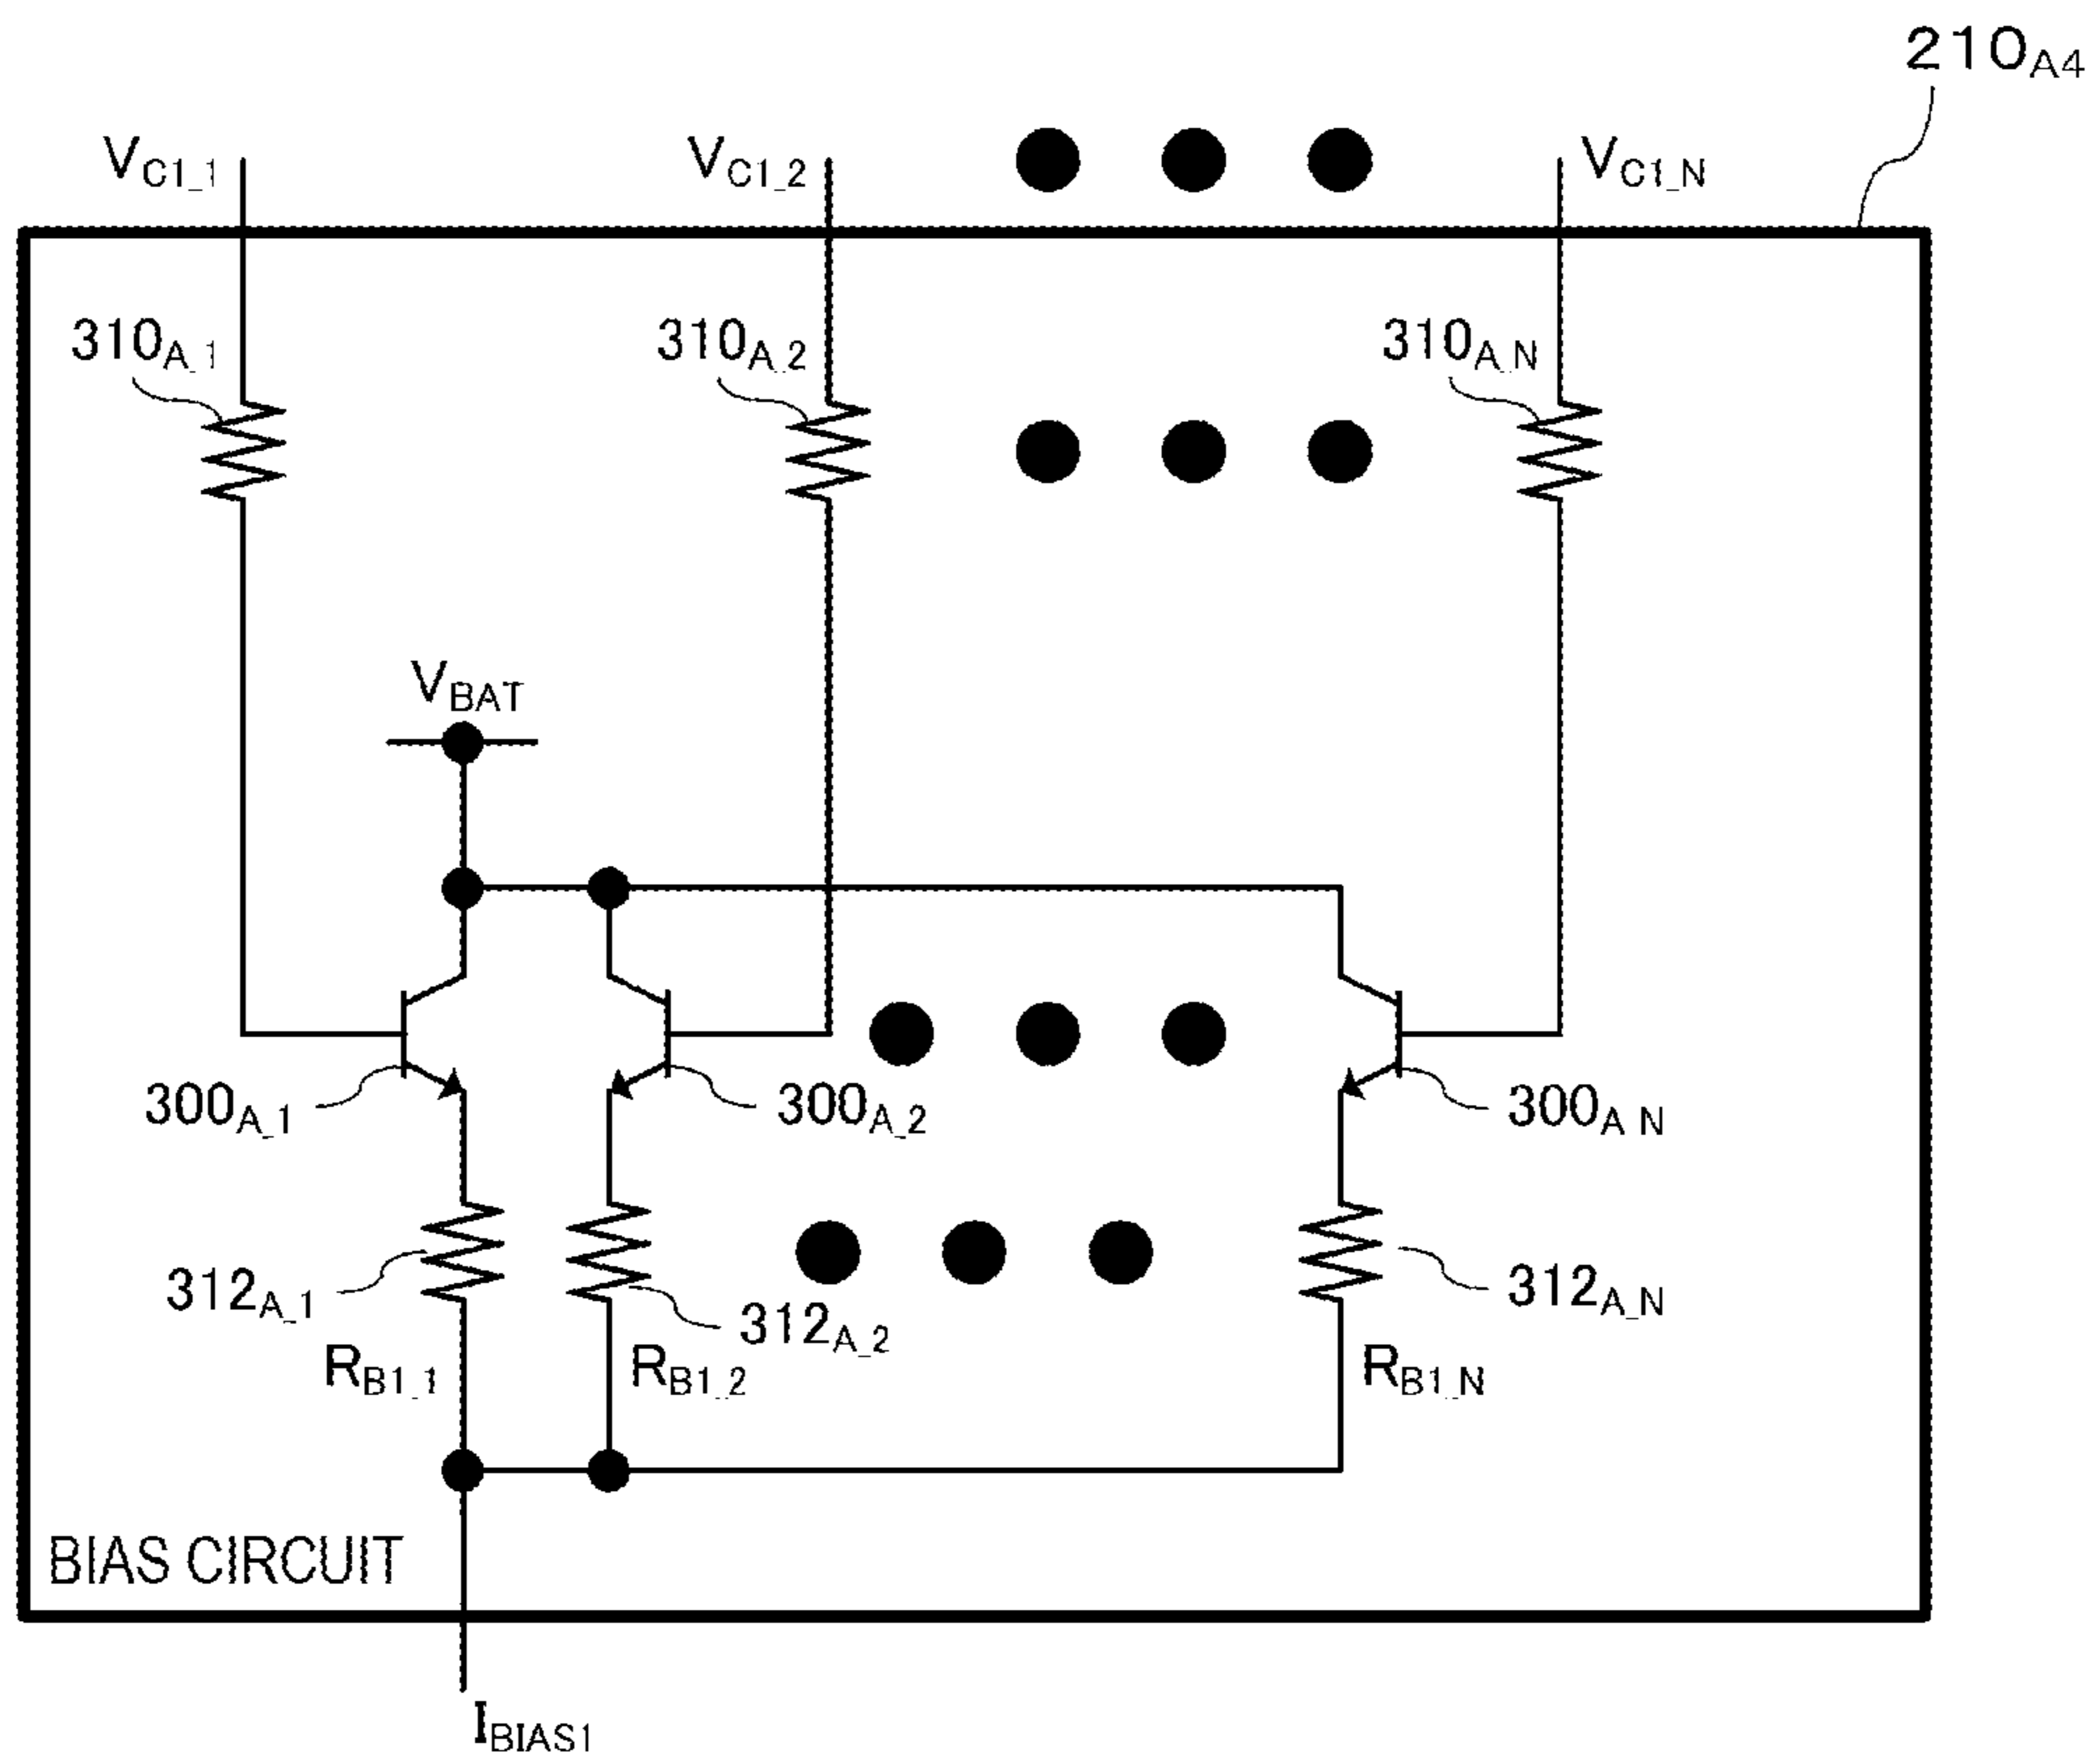 210A4
VC1_1
VC1_2
VC1_N
310A_1
310A_2
310A_N
VBAT
300A_1
300A_2
300A_N
312A_1
312A_2
312A_N
RB1_1
RB1_2
RB1_N
BIAS CIRCUIT
IBIAS1